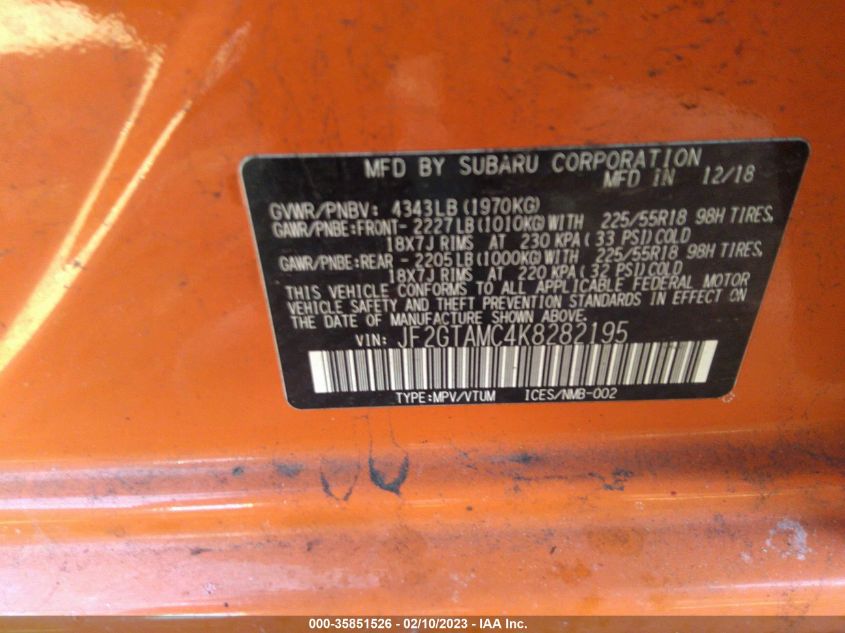 MFD BY SUBARU CORPORATION
MFD IN 12/18
GVWR/PNBV: 4343LB (1970KG)
GAWR/PNBE:FRONT- 2227LB (1010KG) WITH 225/55R18 98H TIRES,
18X7J RIMS AT 230 KPA (33 PSI) COLD
GAWR/PNBE:REAR - 2205LB (1000KG) WITH 225/55R18 98H TIRES,
18X7J RIMS AT 220 KPA (32 PSI) COLD
THIS VEHICLE CONFORMS TO ALL APPLICABLE FEDERAL MOTOR
VEHICLE SAFETY AND THEFT PREVENTION STANDARDS IN EFFECT ON
THE DATE OF MANUFACTURE SHOWN ABOVE.
VIN: JF2GTAMC4K8282195
TYPE:MPV/VTUM ICES/NMB-002
000-35851526 - 02/10/2023 - IAA Inc.